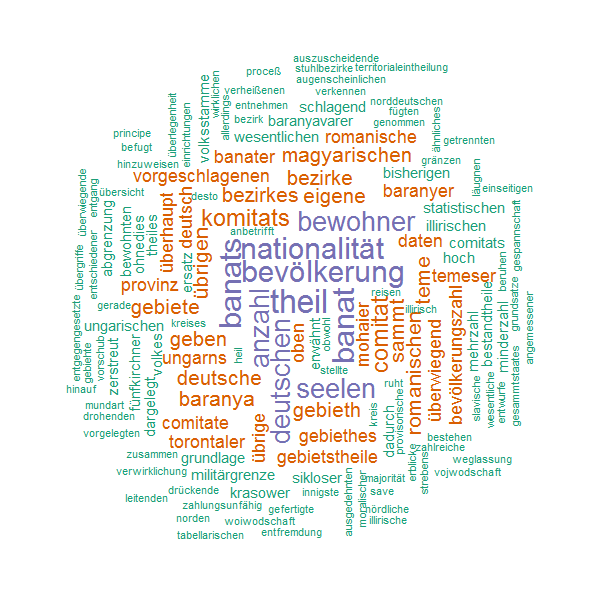 auszuscheidende
proceß
stuhlbezirke
territorialeintheilung
augenscheinlichen
verheißenen
verkennen
wirklichen
volksstamme
entnehmen
schlagend
norddeutschen
fügten
überlegenheit
einrichtungen
allerdings
bezirk
baranyavarer
genommen
principe
wesentlichen
romanische
ähnliches
getrennten
befugt
banater
magyarischen
gränzen
hinzuweisen
vorgeschlagenen
bezirke
bisherigen
läugnen
einseitigen
übersicht
desto
bezirkes
eigene
baranyer
überwiegende
entgang
abgrenzung
bewohnten
ohnedies
theiles
überhaupt
deutsch
komitats
bewohner
statistischen
illirischen
gespannschaft
anbetrifft
daten
comitats
entschiedener
übergriffe
ersatz
übrigen
banats
nationalität
hoch
beruhen
provinz
bevölkerung
teme
temeser
entgegengesetzte
gerade
gebiete
anzahl
theil
banat
reisen
illirisch
bestandtheile
grundsatze
ungarischen
kreises
deutschen
oben
erwähnt
obwohl
mohaier
comitat
sammt
romanischen
überwiegend
bevölkerungszahl
mehrzahl
minderzahl
angemessener
vorschub
gebiehte
zerstreut
geben
ungarns
heil
stellte
hinauf
fünfkirchner
volkes
deutsche
seelen
ruht
provisorische
slavische
wesentliche
entwurfe
gesammtstaates
mundart
drohenden
dargelegt
baranya
gebieth
kreis
dadurch
vorgelegten
comitate
übrige
gebiethes
bestehen
torontaler
gebietstheile
zahlreiche
erblicke
strebens
zusammen
grundlage
weglassung
verwirklichung
militärgrenze
sikloser
majorität
vojwodschaft
leitenden
drückende
krasower
innigste
ausgedehnten
moralischer
save
zahlungsunfähig
gefertigte
nördliche
norden
woiwodschaft
illirische
tabellarischen
entfremdung